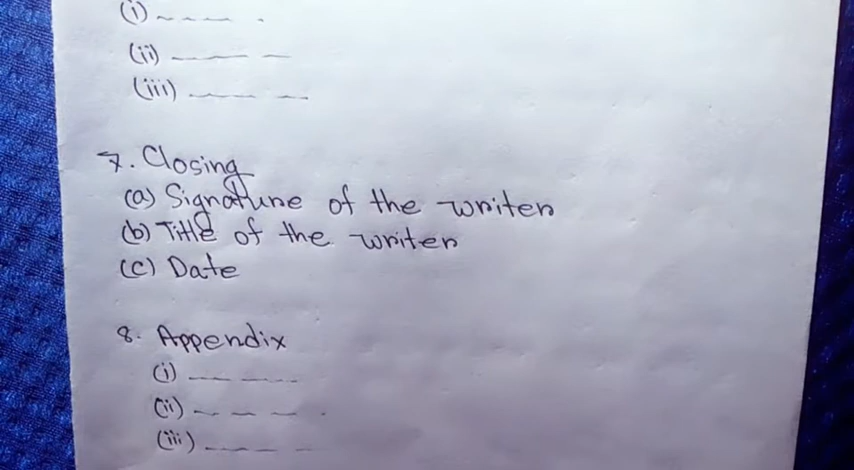 (i) ---- .
(ii) ---- --
(iii) ---- --
7. Closing
(a) Signature of the writer
(b) Title of the writer
(c) Date
8. Appendix
(i) -- ----
(ii) -- -- -- .
(iii) ---- --